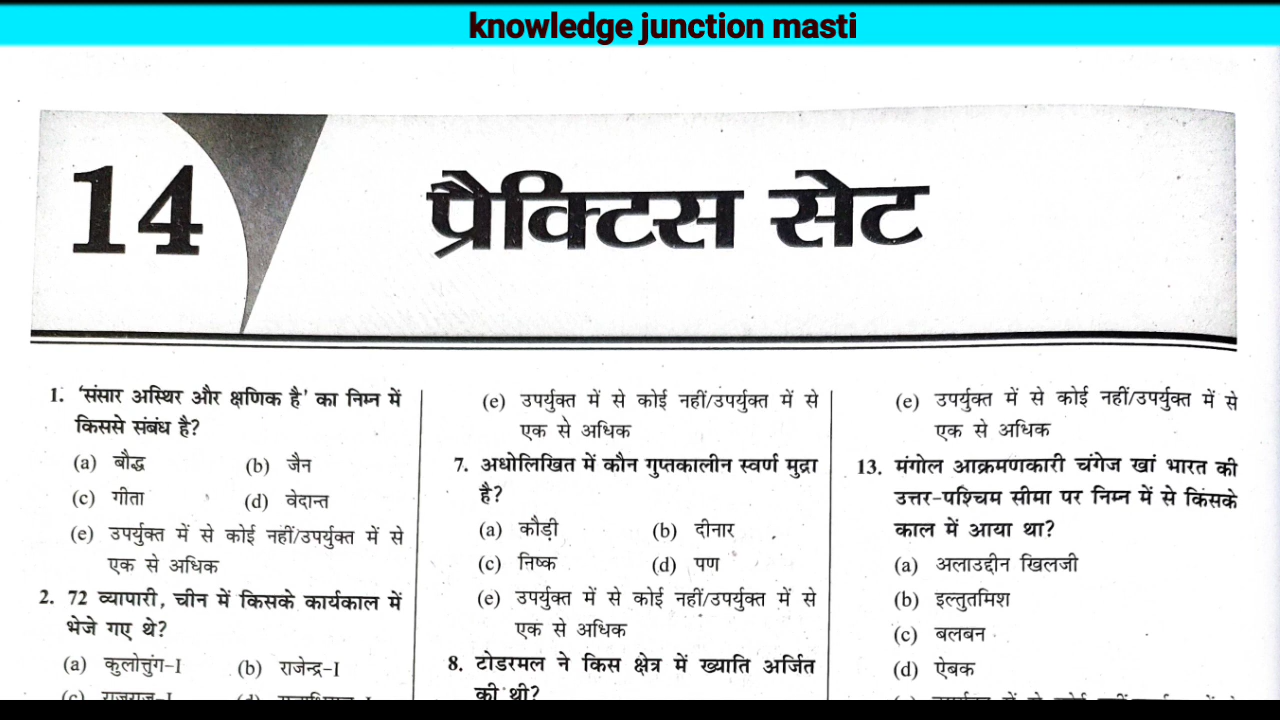 knowledge junction masti
14
प्रैक्टिस सेट
1. 'संसार अस्थिर और क्षणिक है' का निम्न में
किससे संबंध है?
(a) बौद्ध (b) जैन
(c) गीता (d) वेदान्त
(e) उपर्युक्त में से कोई नहीं/उपर्युक्त में से
एक से अधिक
2. 72 व्यापारी, चीन में किसके कार्यकाल में
भेजे गए थे?
(a) कुलोत्तुंग-I (b) राजेन्द्र-I
(e) उपर्युक्त में से कोई नहीं/उपर्युक्त में से
एक से अधिक
7. अधोलिखित में कौन गुप्तकालीन स्वर्ण मुद्रा
है?
(a) कौड़ी (b) दीनार
(c) निष्क (d) पण
(e) उपर्युक्त में से कोई नहीं/उपर्युक्त में से
एक से अधिक
8. टोडरमल ने किस क्षेत्र में ख्याति अर्जित
की थी?
(e) उपर्युक्त में से कोई नहीं/उपर्युक्त में से
एक से अधिक
13. मंगोल आक्रमणकारी चंगेज खां भारत की
उत्तर-पश्चिम सीमा पर निम्न में से किसके
काल में आया था?
(a) अलाउद्दीन खिलजी
(b) इल्तुतमिश
(c) बलबन
(d) ऐबक